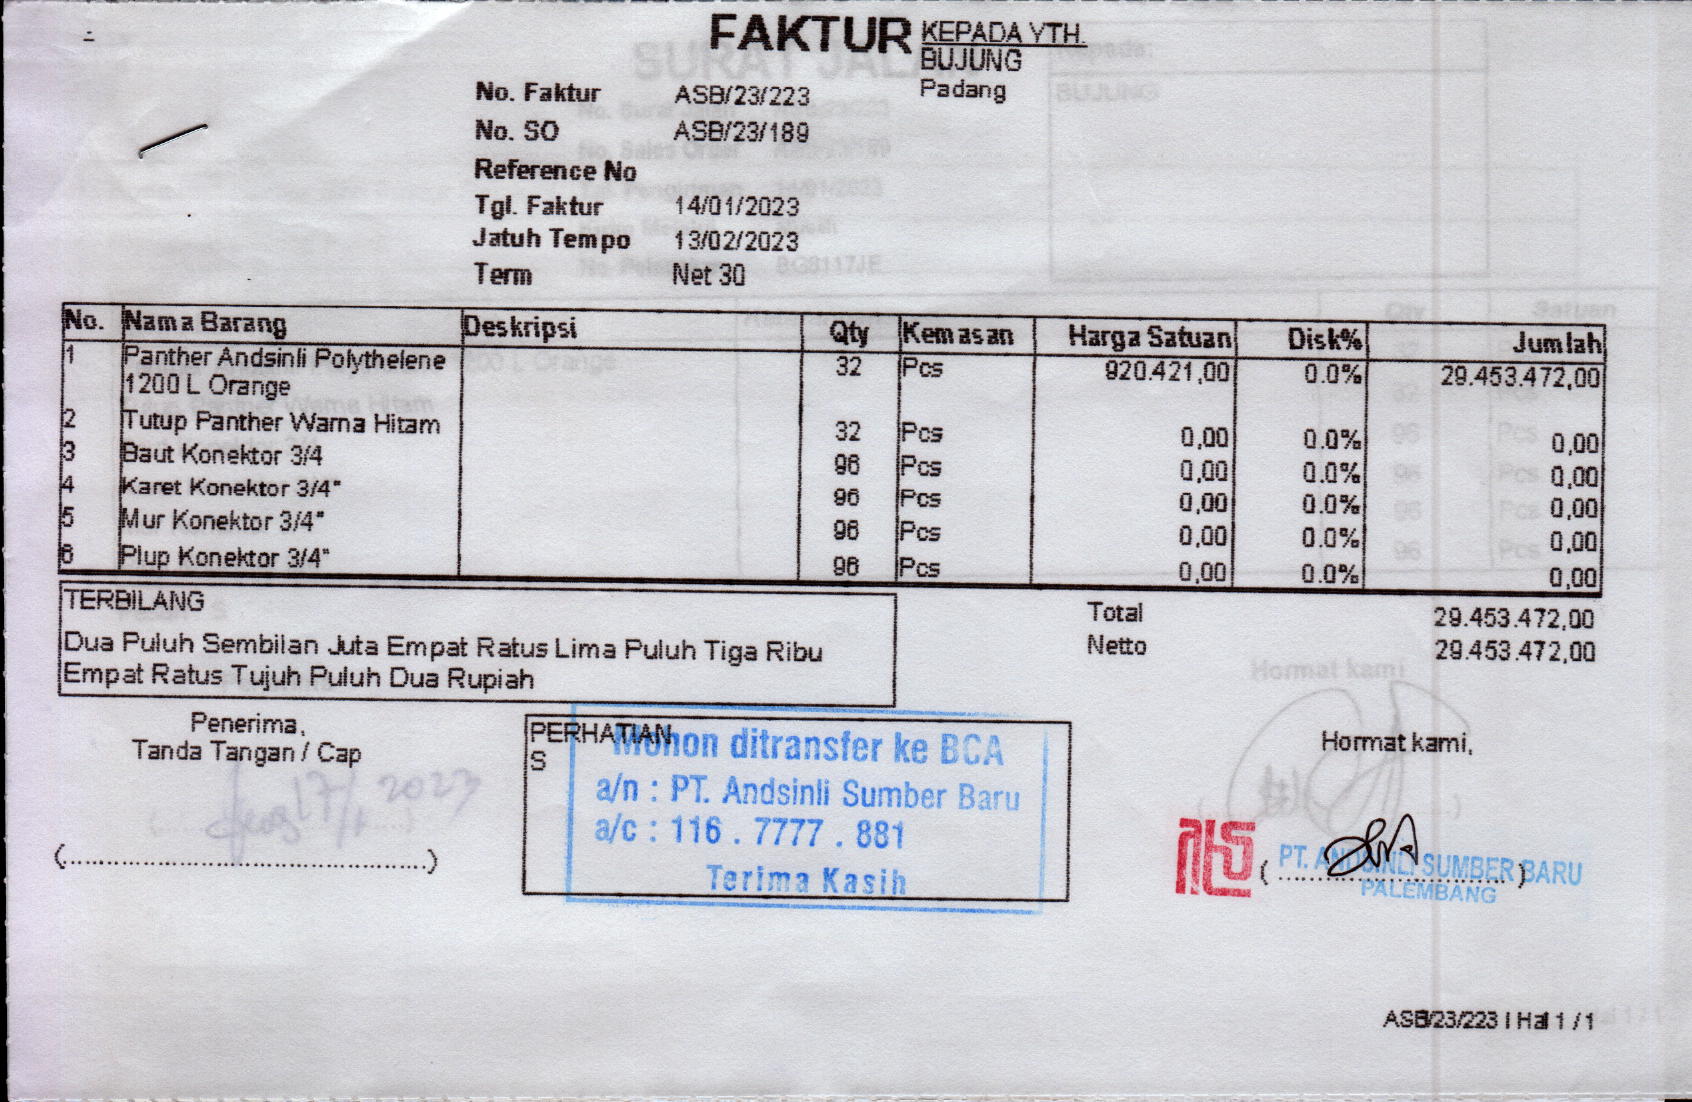 FAKTUR
KEPADA YTH.
BUJUNG
Padang
No. Faktur ASB/23/223
No. SO ASB/23/189
Reference No
Tgl. Faktur 14/01/2023
Jatuh Tempo 13/02/2023
Term Net 30
No. Nama Barang Deskripsi Qty Kemasan Harga Satuan Disk% Jumlah
1 Panther Andsinli Polythelene 32 Pcs 920.421,00 0.0% 29.453.472,00
1200 L Orange
2 Tutup Panther Warna Hitam 32 Pcs 0,00 0.0% 0,00
3 Baut Konektor 3/4 96 Pcs 0,00 0.0% 0,00
4 Karet Konektor 3/4" 96 Pcs 0,00 0.0% 0,00
5 Mur Konektor 3/4" 96 Pcs 0,00 0.0% 0,00
6 Plup Konektor 3/4" 96 Pcs 0,00 0.0% 0,00
TERBILANG
Dua Puluh Sembilan Juta Empat Ratus Lima Puluh Tiga Ribu
Empat Ratus Tujuh Puluh Dua Rupiah
Total 29.453.472,00
Netto 29.453.472,00
Penerima,
Tanda Tangan / Cap
17/1 2023
PERHATIAN
S
Mohon ditransfer ke BCA
a/n : PT. Andsinli Sumber Baru
a/c : 116 . 7777 . 881
Terima Kasih
Hormat kami
Hormat kami,
PT. ANDSINLI SUMBER BARU
PALEMBANG
ASB/23/223 | Hal 1 / 1